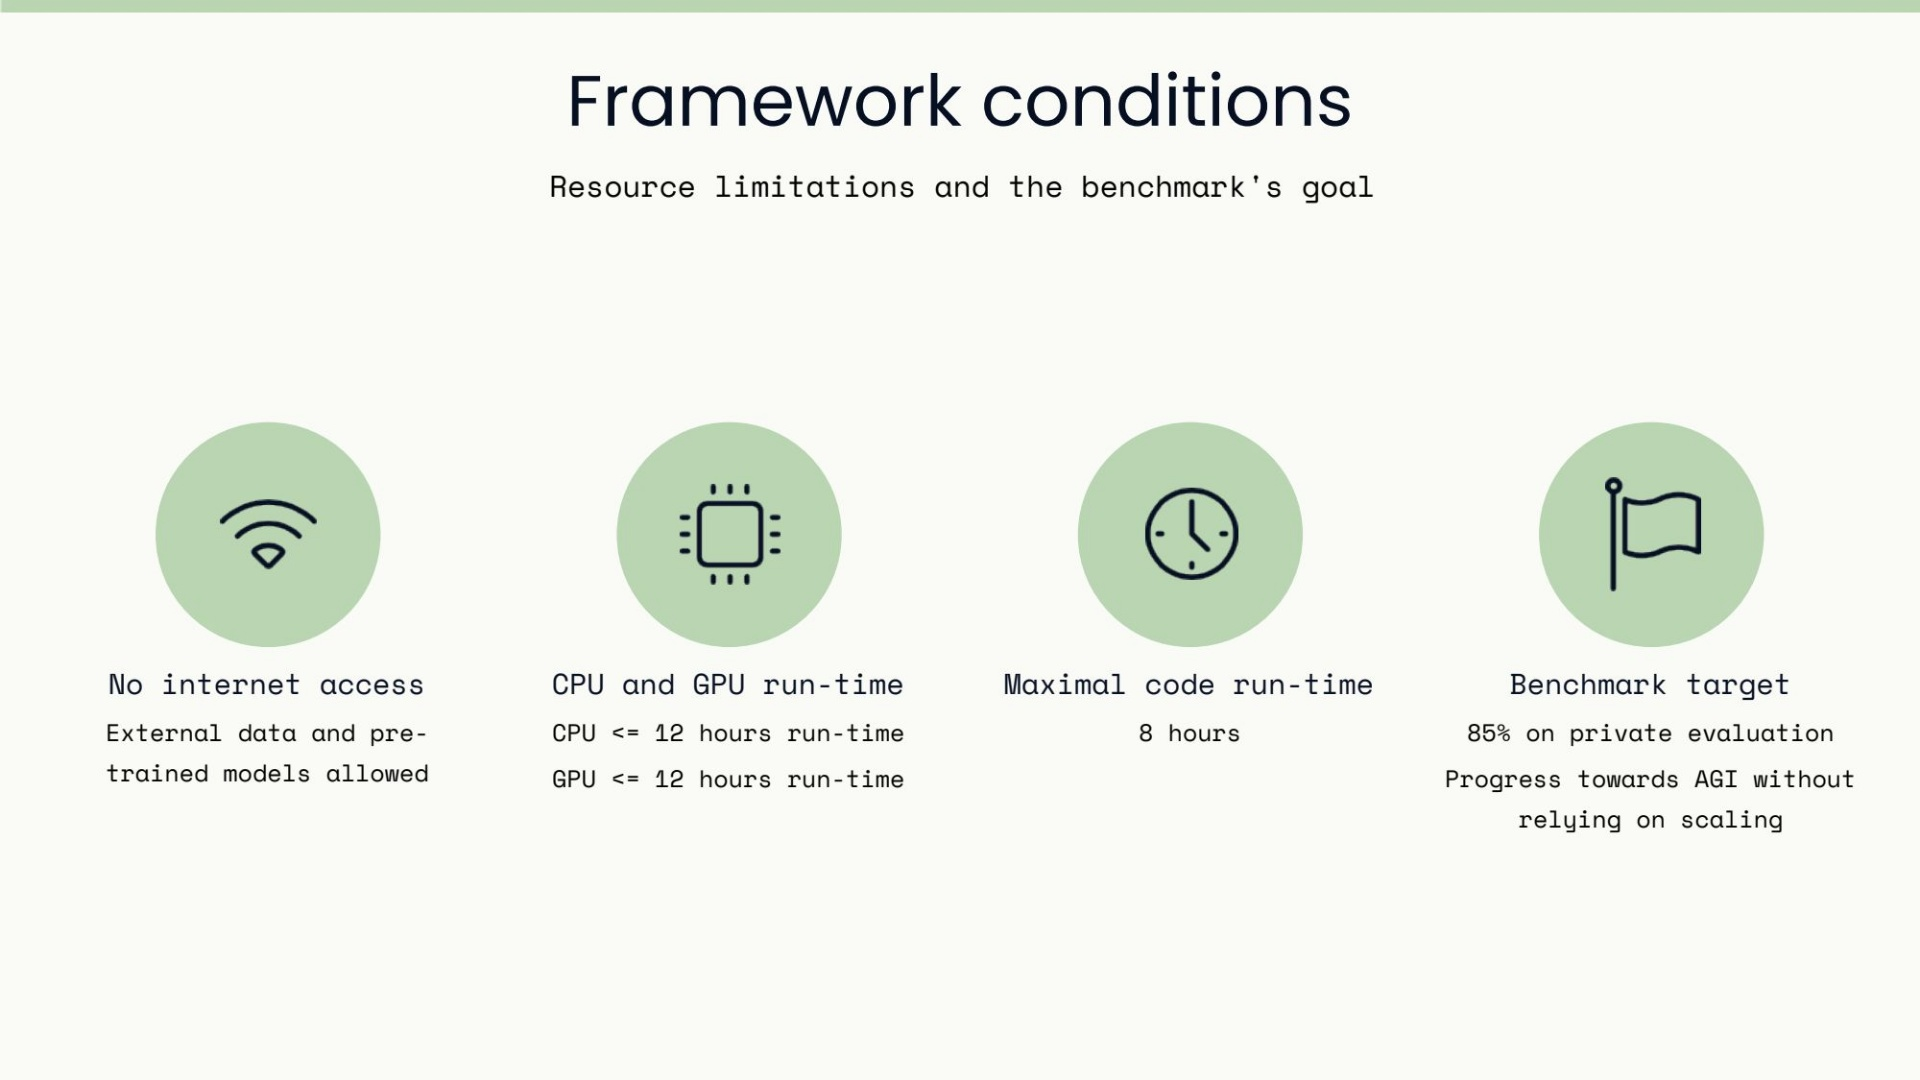 Framework conditions
Resource limitations and the benchmark's goal
No internet access
External data and pre-
trained models allowed
CPU and GPU run-time
CPU <= 12 hours run-time
GPU <= 12 hours run-time
Maximal code run-time
8 hours
Benchmark target
85% on private evaluation
Progress towards AGI without
relying on scaling